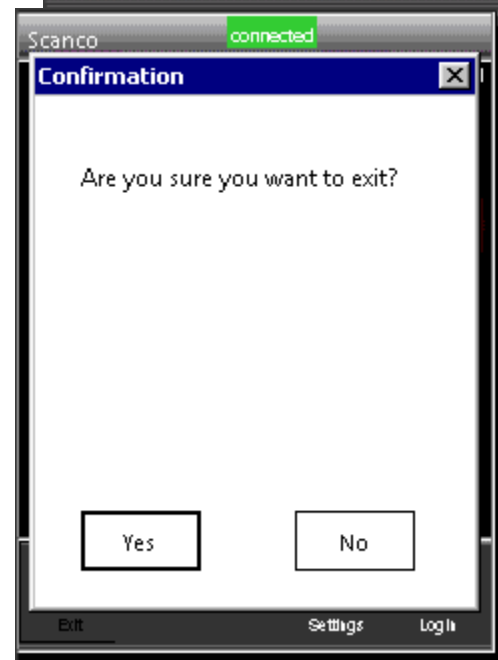 Scanco
connected
Confirmation
Are you sure you want to exit?
Yes
No
Exit
Settings
Login